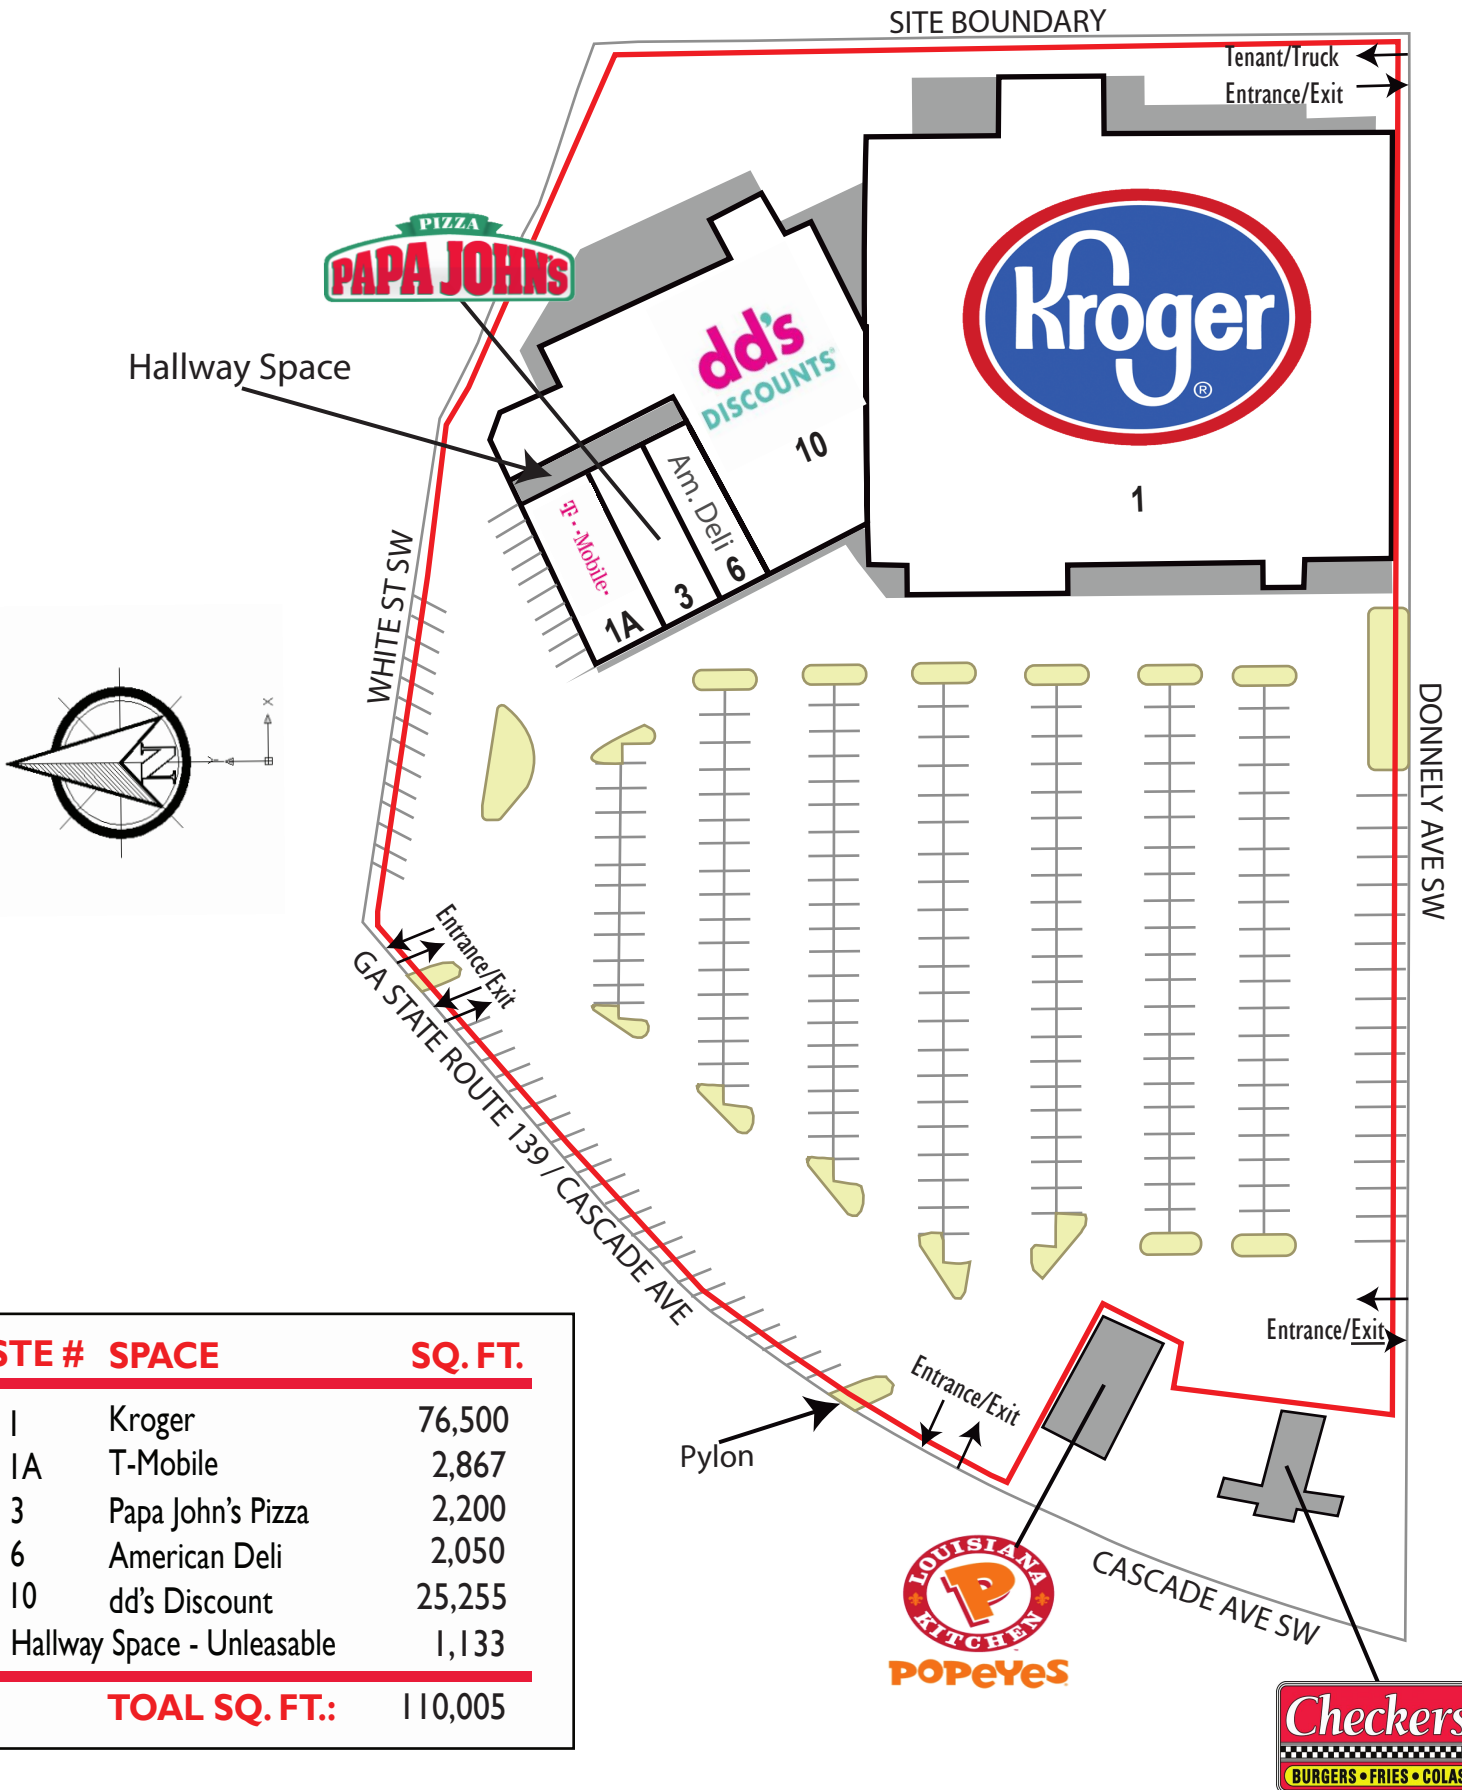 SITE BOUNDARY
Tenant/Truck
Entrance/Exit
PIZZA
PAPA JOHN'S
Kroger
®
1
dd's
DISCOUNTS
10
Hallway Space
Am. Deli 6
T··Mobile·
3
1A
WHITE ST SW
DONNELY AVE SW
N
X
Y
Entrance/Exit
GA STATE ROUTE 139 / CASCADE AVE
Entrance/Exit
Entrance/Exit
Pylon
CASCADE AVE SW
LOUISIANA
P
KITCHEN
POPEYES
Checkers
BURGERS • FRIES • COLAS
STE # SPACE SQ. FT.
1 Kroger 76,500
1A T-Mobile 2,867
3 Papa John's Pizza 2,200
6 American Deli 2,050
10 dd's Discount 25,255
Hallway Space - Unleasable 1,133
TOAL SQ. FT.: 110,005